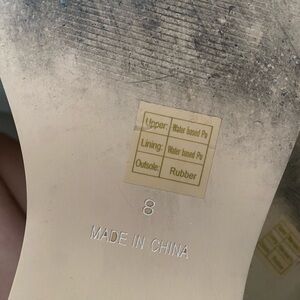 Upper: Water based Pu
Lining: Water based Pu
Outsole: Rubber
8
MADE IN CHINA